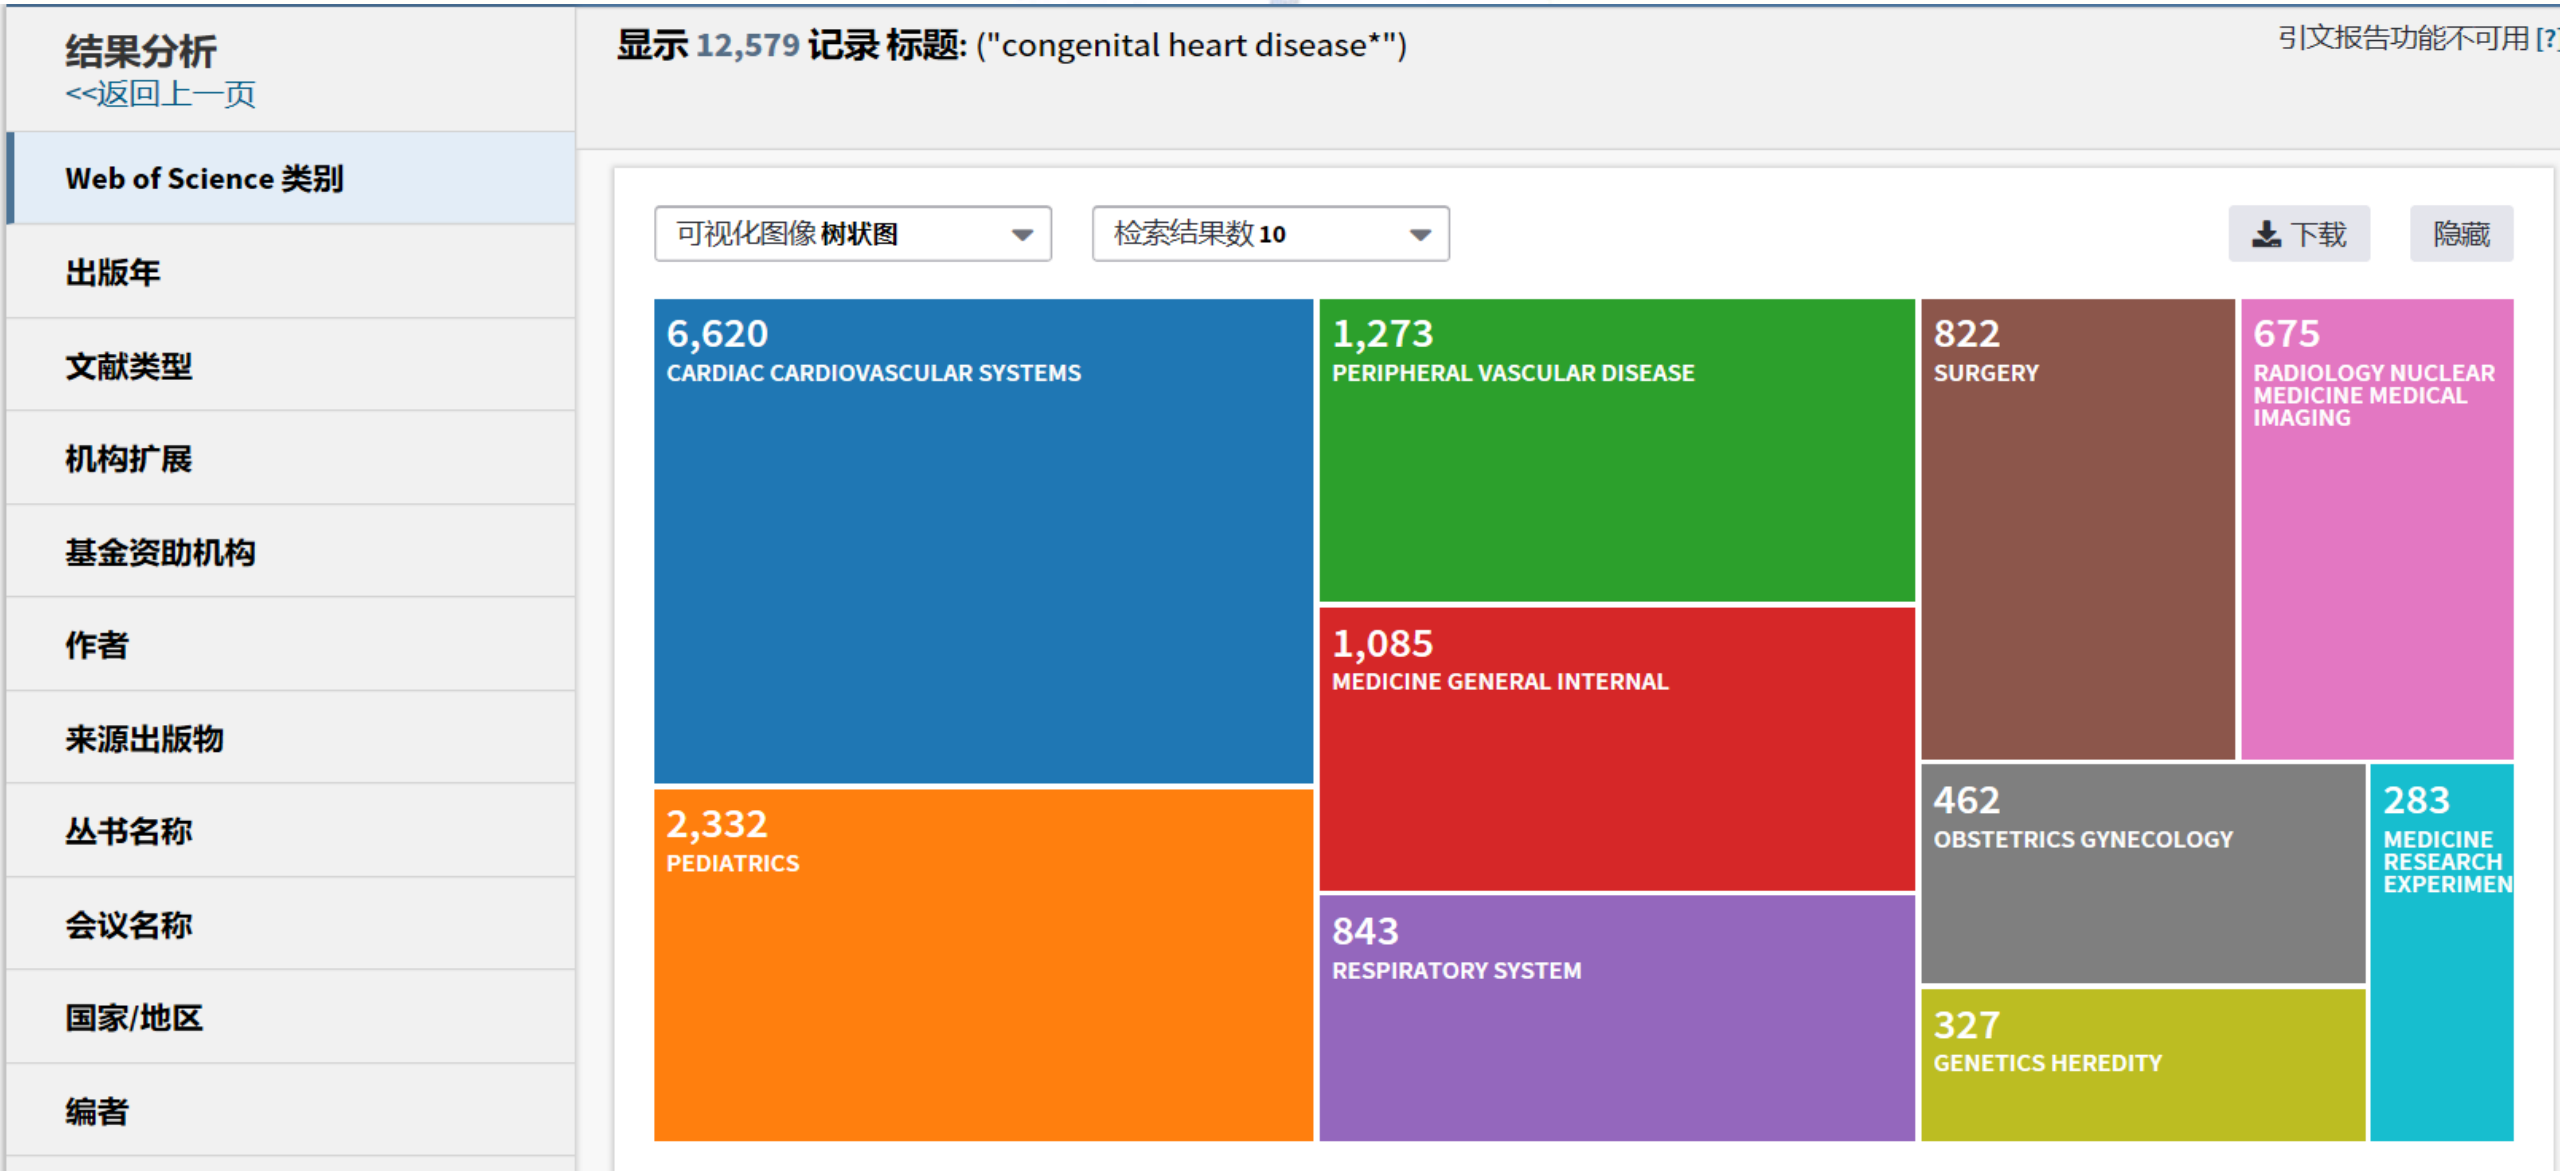 结果分析
<<返回上一页
Web of Science 类别
出版年
文献类型
机构扩展
基金资助机构
作者
来源出版物
丛书名称
会议名称
国家/地区
编者
显示 12,579 记录 标题: ("congenital heart disease*")
引文报告功能不可用 [?]
可视化图像 树状图
检索结果数 10
下载
隐藏
6,620
CARDIAC CARDIOVASCULAR SYSTEMS
2,332
PEDIATRICS
1,273
PERIPHERAL VASCULAR DISEASE
1,085
MEDICINE GENERAL INTERNAL
843
RESPIRATORY SYSTEM
822
SURGERY
675
RADIOLOGY NUCLEAR
MEDICINE MEDICAL
IMAGING
462
OBSTETRICS GYNECOLOGY
327
GENETICS HEREDITY
283
MEDICINE
RESEARCH
EXPERIMEN